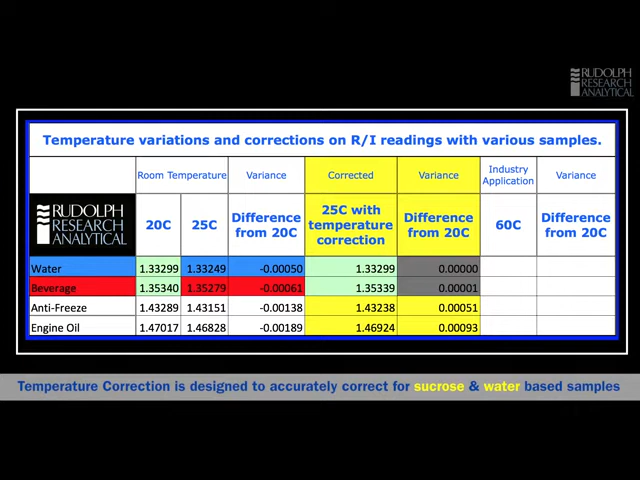 RUDOLPH
RESEARCH
ANALYTICAL
Temperature variations and corrections on R/I readings with various samples.
Room Temperature Variance Corrected Variance Industry Application Variance
RUDOLPH
RESEARCH
ANALYTICAL
20C 25C Difference from 20C 25C with temperature correction Difference from 20C 60C Difference from 20C
Water 1.33299 1.33249 -0.00050 1.33299 0.00000
Beverage 1.35340 1.35279 -0.00061 1.35339 0.00001
Anti-Freeze 1.43289 1.43151 -0.00138 1.43238 0.00051
Engine Oil 1.47017 1.46828 -0.00189 1.46924 0.00093
Temperature Correction is designed to accurately correct for sucrose & water based samples